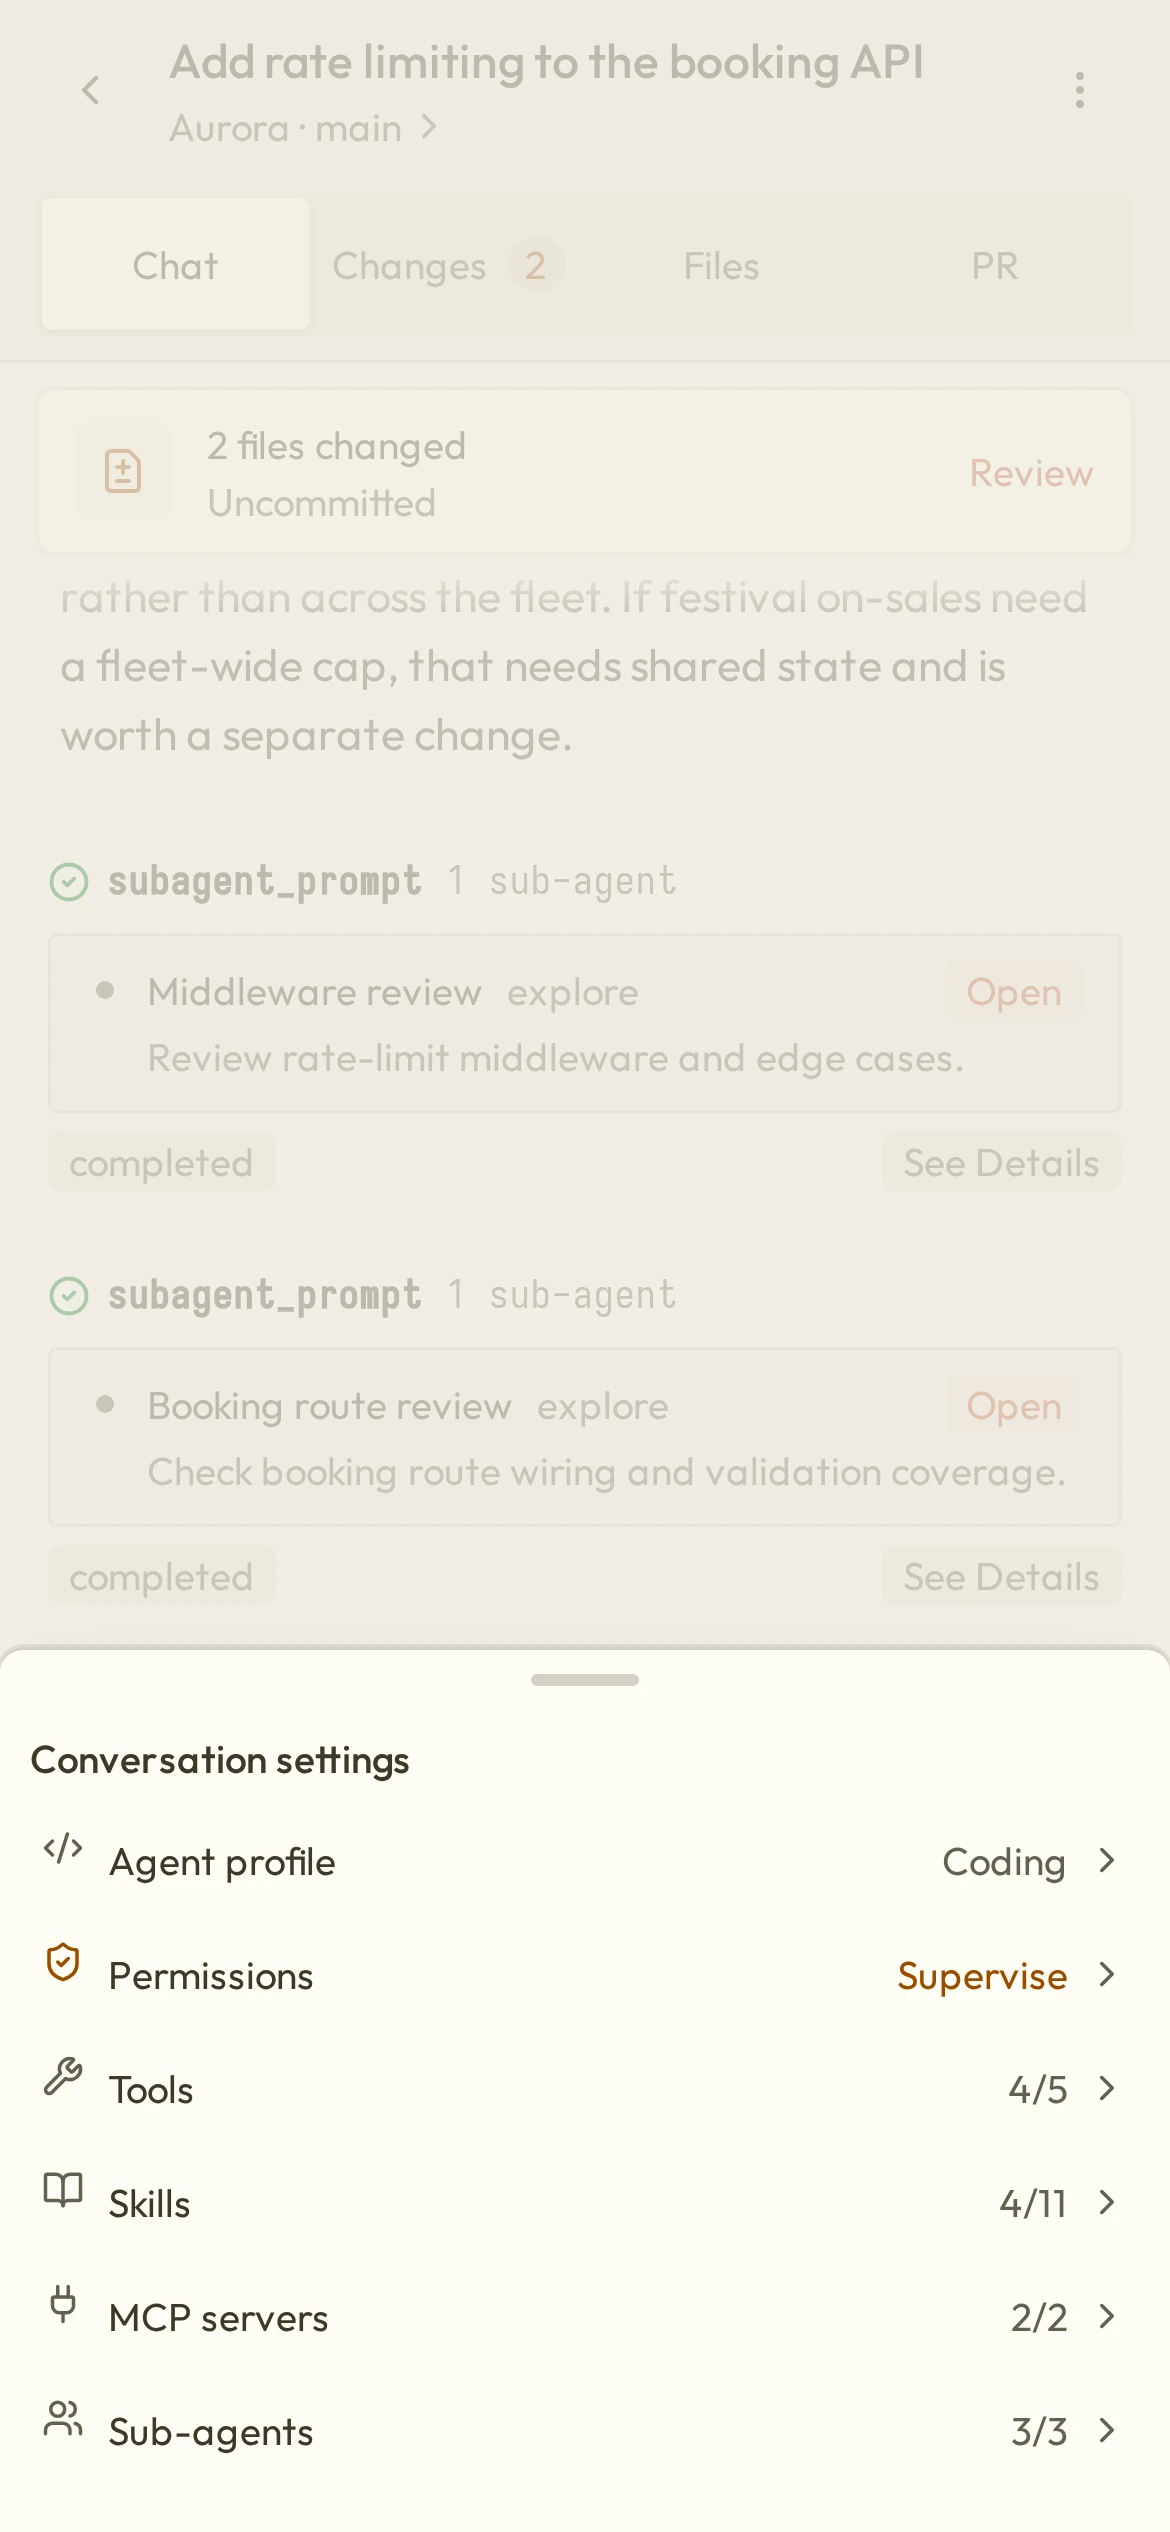 Add rate limiting to the booking API
Aurora · main
Chat
Changes 2
Files
PR
2 files changed
Uncommitted
Review
rather than across the fleet. If festival on-sales need
a fleet-wide cap, that needs shared state and is
worth a separate change.
subagent_prompt 1 sub-agent
Middleware review explore
Open
Review rate-limit middleware and edge cases.
completed
See Details
subagent_prompt 1 sub-agent
Booking route review explore
Open
Check booking route wiring and validation coverage.
completed
See Details
Conversation settings
Agent profile
Coding
Permissions
Supervise
Tools
4/5
Skills
4/11
MCP servers
2/2
Sub-agents
3/3